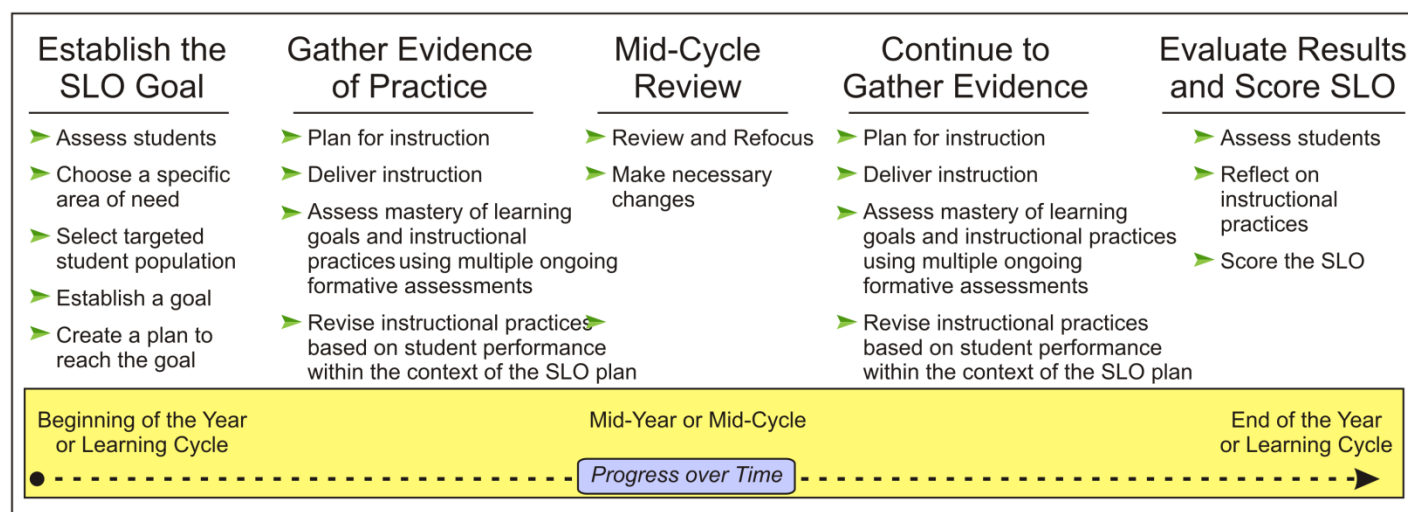 Establish the
SLO Goal
Assess students
Choose a specific
area of need
Select targeted
student population
Establish a goal
Create a plan to
reach the goal
Gather Evidence
of Practice
Plan for instruction
Deliver instruction
Assess mastery of learning
goals and instructional
practices using multiple ongoing
formative assessments
Revise instructional practices
based on student performance
within the context of the SLO plan
Mid-Cycle
Review
Review and Refocus
Make necessary
changes
Continue to
Gather Evidence
Plan for instruction
Deliver instruction
Assess mastery of learning
goals and instructional practices
using multiple ongoing
formative assessments
Revise instructional practices
based on student performance
within the context of the SLO plan
Evaluate Results
and Score SLO
Assess students
Reflect on
instructional
practices
Score the SLO
Beginning of the Year
or Learning Cycle
Mid-Year or Mid-Cycle
End of the Year
or Learning Cycle
Progress over Time